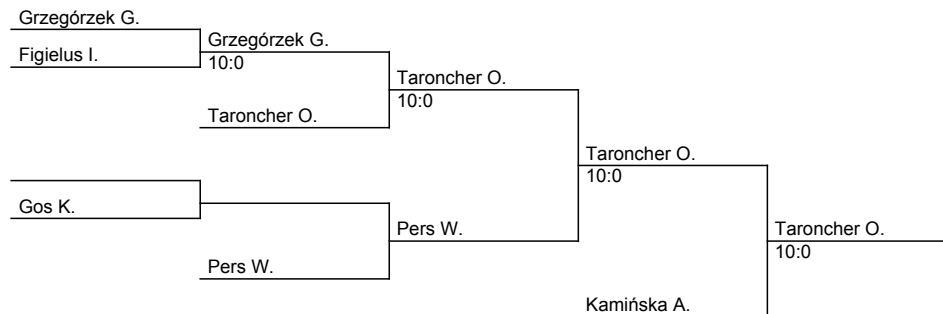 Grzegórzek G.
Grzegórzek G.
Figielus I.
10:0
Taroncher O.
10:0
Taroncher O.
Taroncher O.
10:0
Gos K.
Taroncher O.
10:0
Pers W.
Pers W.
Kamińska A.